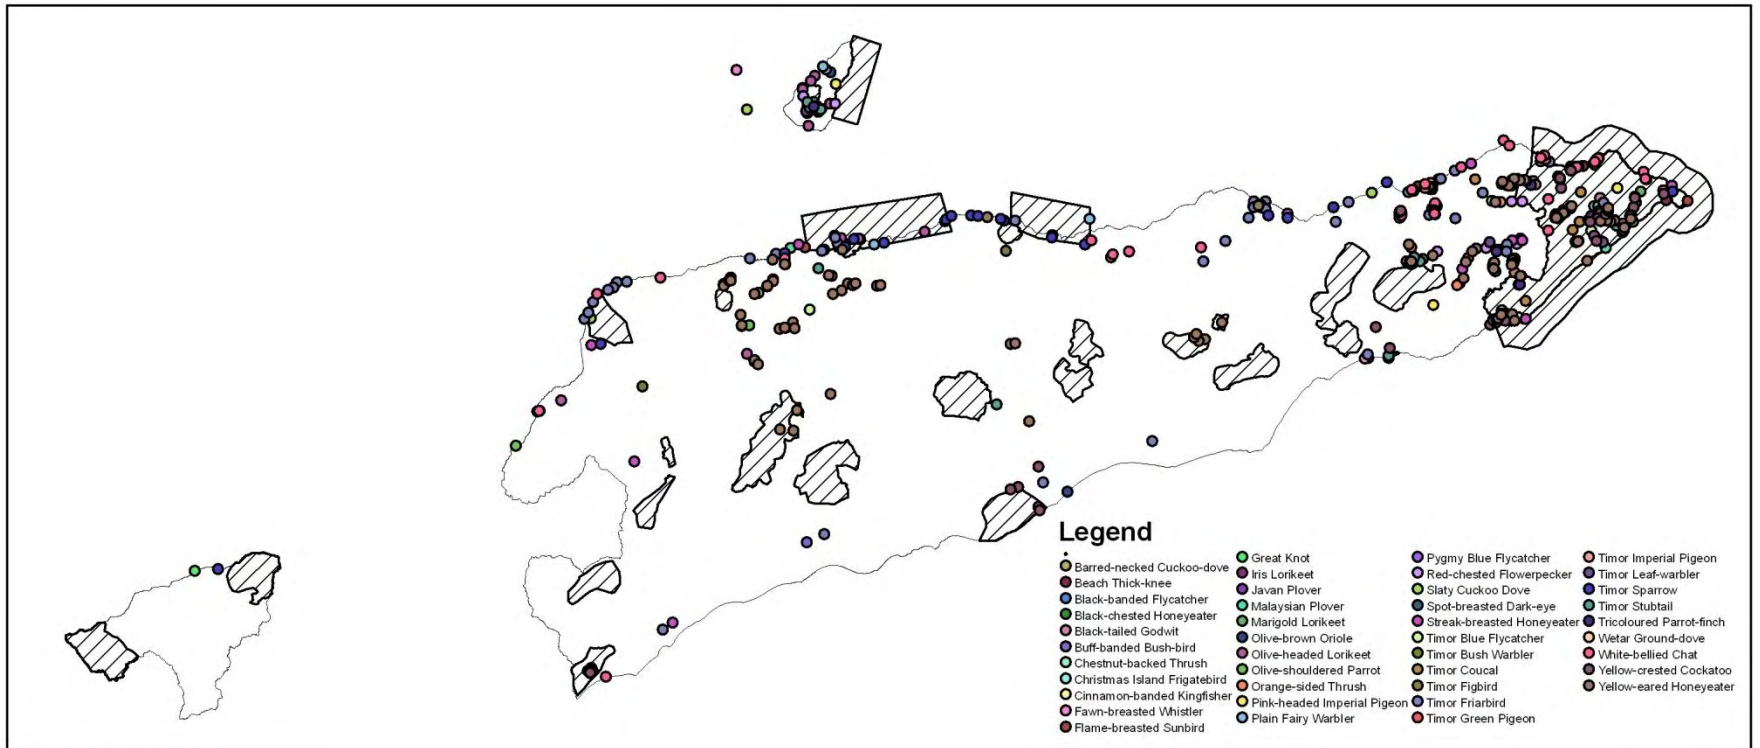 Legend
Barred-necked Cuckoo-dove
Beach Thick-knee
Black-banded Flycatcher
Black-chested Honeyeater
Black-tailed Godwit
Buff-banded Bush-bird
Chestnut-backed Thrush
Christmas Island Frigatebird
Cinnamon-banded Kingfisher
Fawn-breasted Whistler
Flame-breasted Sunbird
Great Knot
Iris Lorikeet
Javan Plover
Malaysian Plover
Marigold Lorikeet
Olive-brown Oriole
Olive-headed Lorikeet
Olive-shouldered Parrot
Orange-sided Thrush
Pink-headed Imperial Pigeon
Plain Fairy Warbler
Pygmy Blue Flycatcher
Red-chested Flowerpecker
Slaty Cuckoo Dove
Spot-breasted Dark-eye
Streak-breasted Honeyeater
Timor Blue Flycatcher
Timor Bush Warbler
Timor Coucal
Timor Figbird
Timor Friarbird
Timor Green Pigeon
Timor Imperial Pigeon
Timor Leaf-warbler
Timor Sparrow
Timor Stubtail
Tricoloured Parrot-finch
Wetar Ground-dove
White-bellied Chat
Yellow-crested Cockatoo
Yellow-eared Honeyeater